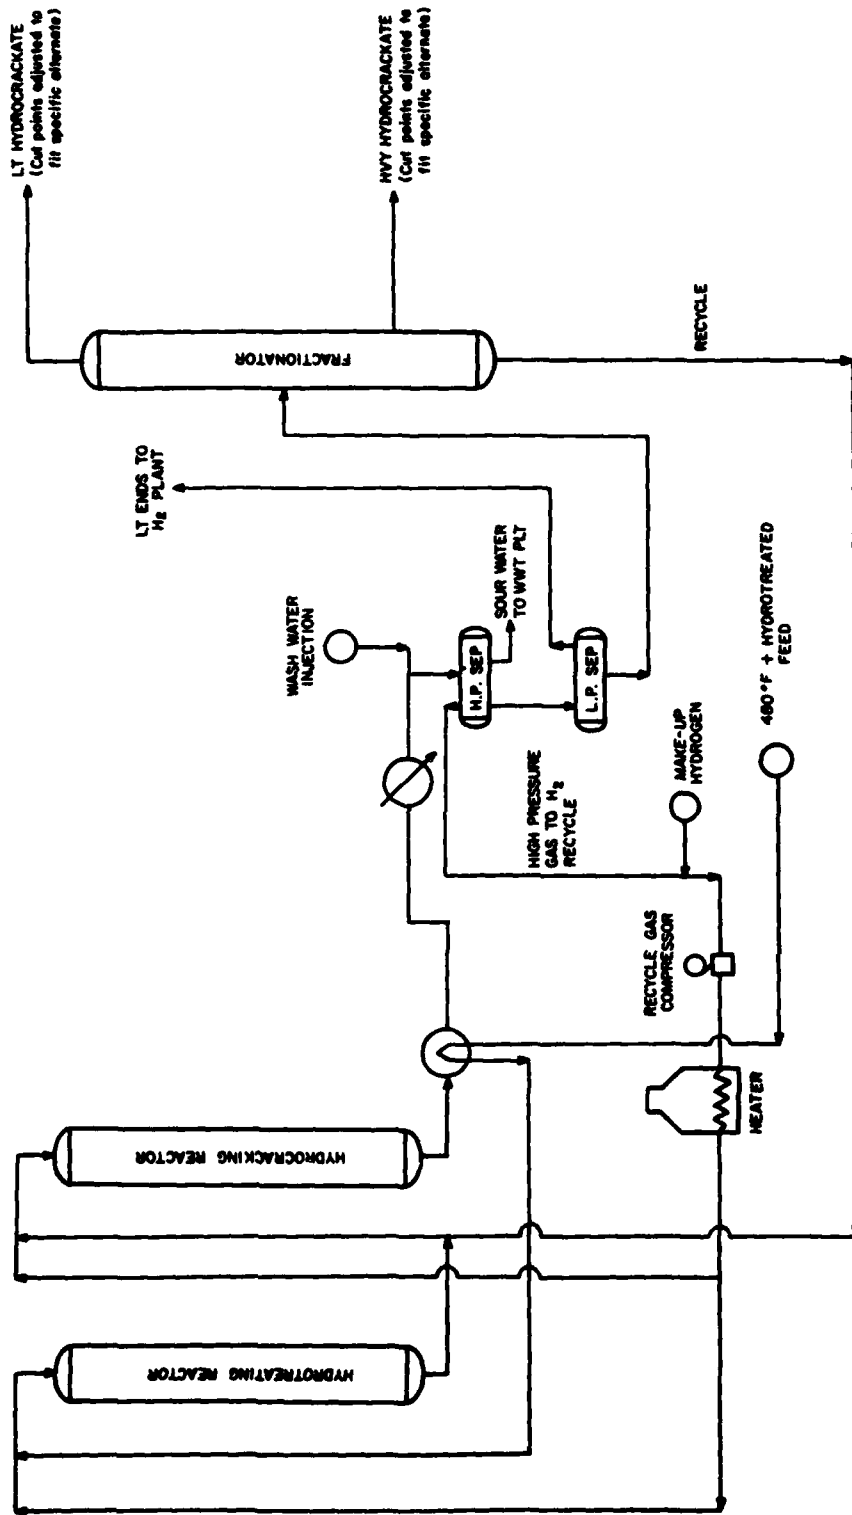 LT HYDROCRACKATE
(Cut points adjusted to
fit specific alternate)
HVY HYDROCRACKATE
(Cut points adjusted to
fit specific alternate)
FRACTIONATOR
RECYCLE
LT ENDS TO
H2 PLANT
WASH WATER
INJECTION
H.P. SEP
SOUR WATER
TO WWT PLT
L.P. SEP
HIGH PRESSURE
GAS TO H2
RECYCLE
MAKE-UP
HYDROGEN
480°F + HYDROTREATED
FEED
RECYCLE GAS
COMPRESSOR
HEATER
HYDROCRACKING REACTOR
HYDROTREATING REACTOR